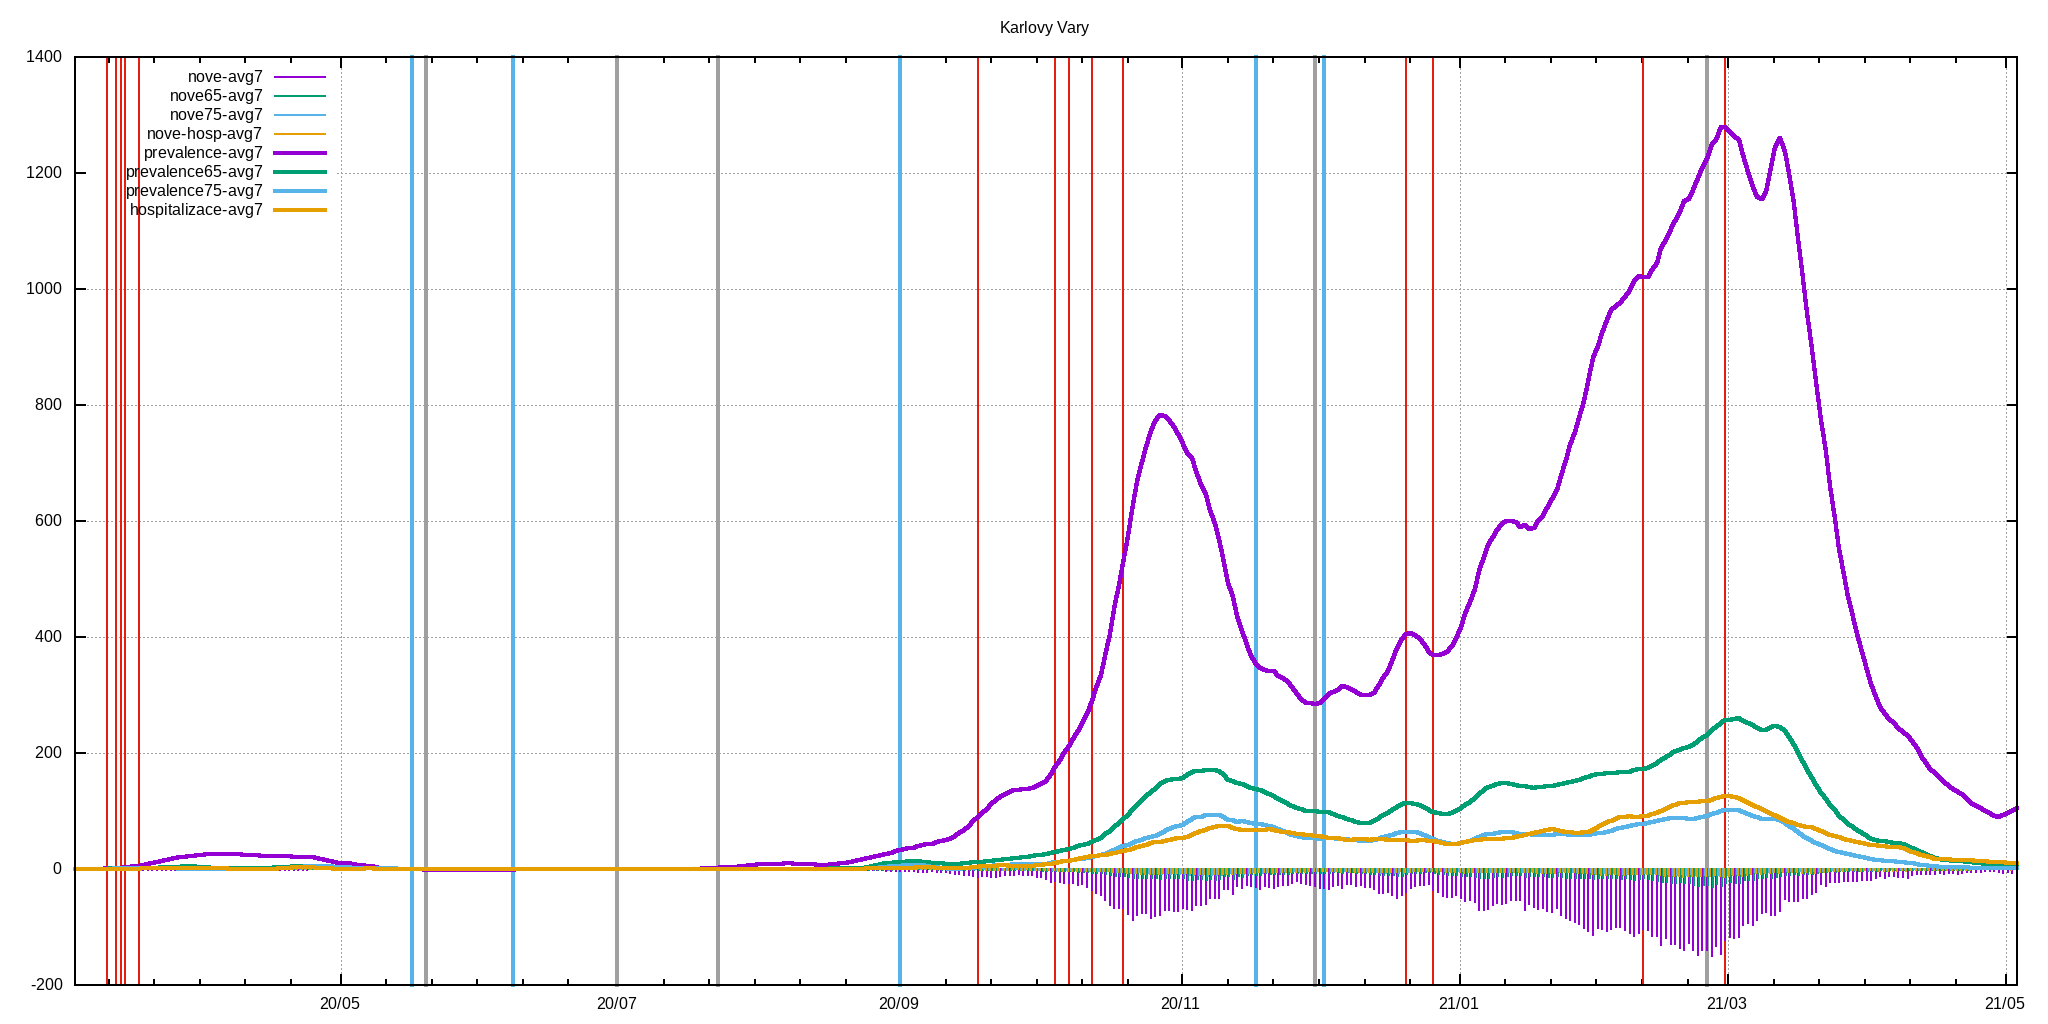 Karlovy Vary
1400
nove-avg7
nove65-avg7
nove75-avg7
nove-hosp-avg7
prevalence-avg7
prevalence65-avg7
prevalence75-avg7
hospitalizace-avg7
1200
1000
800
600
400
200
0
-200
20/05 20/07 20/09 20/11 21/01 21/03 21/05